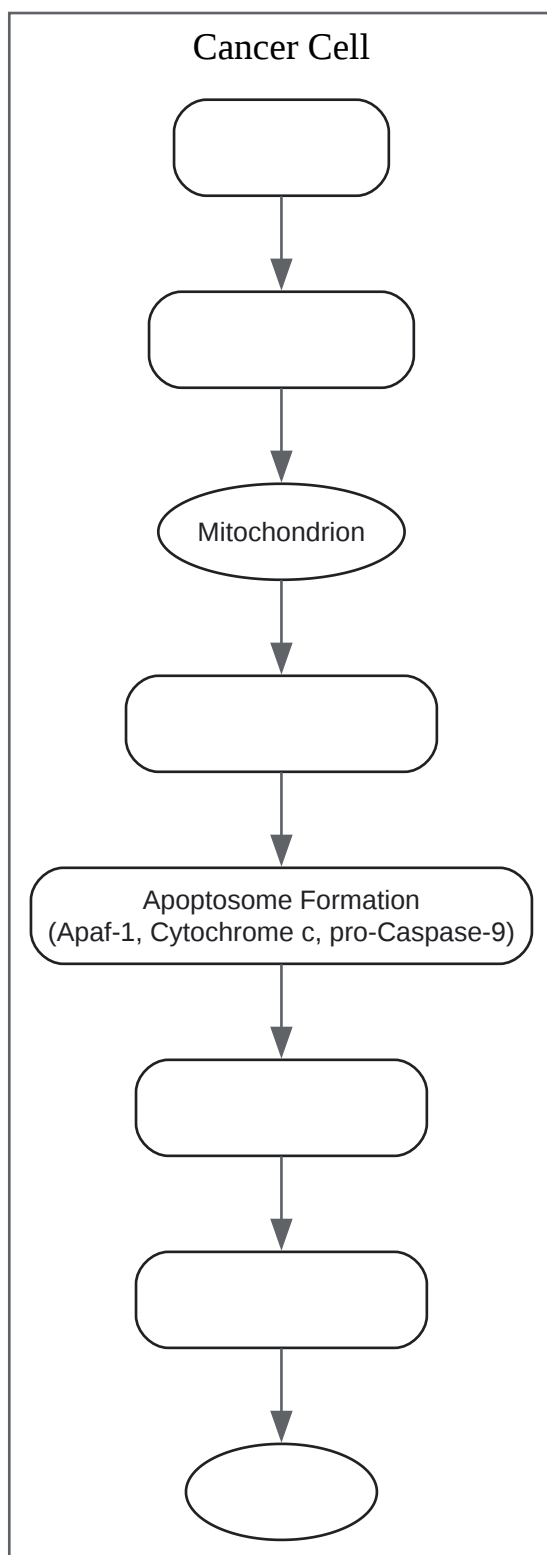 Cancer Cell
Mitochondrion
Apoptosome Formation
(Apaf-1, Cytochrome c, pro-Caspase-9)